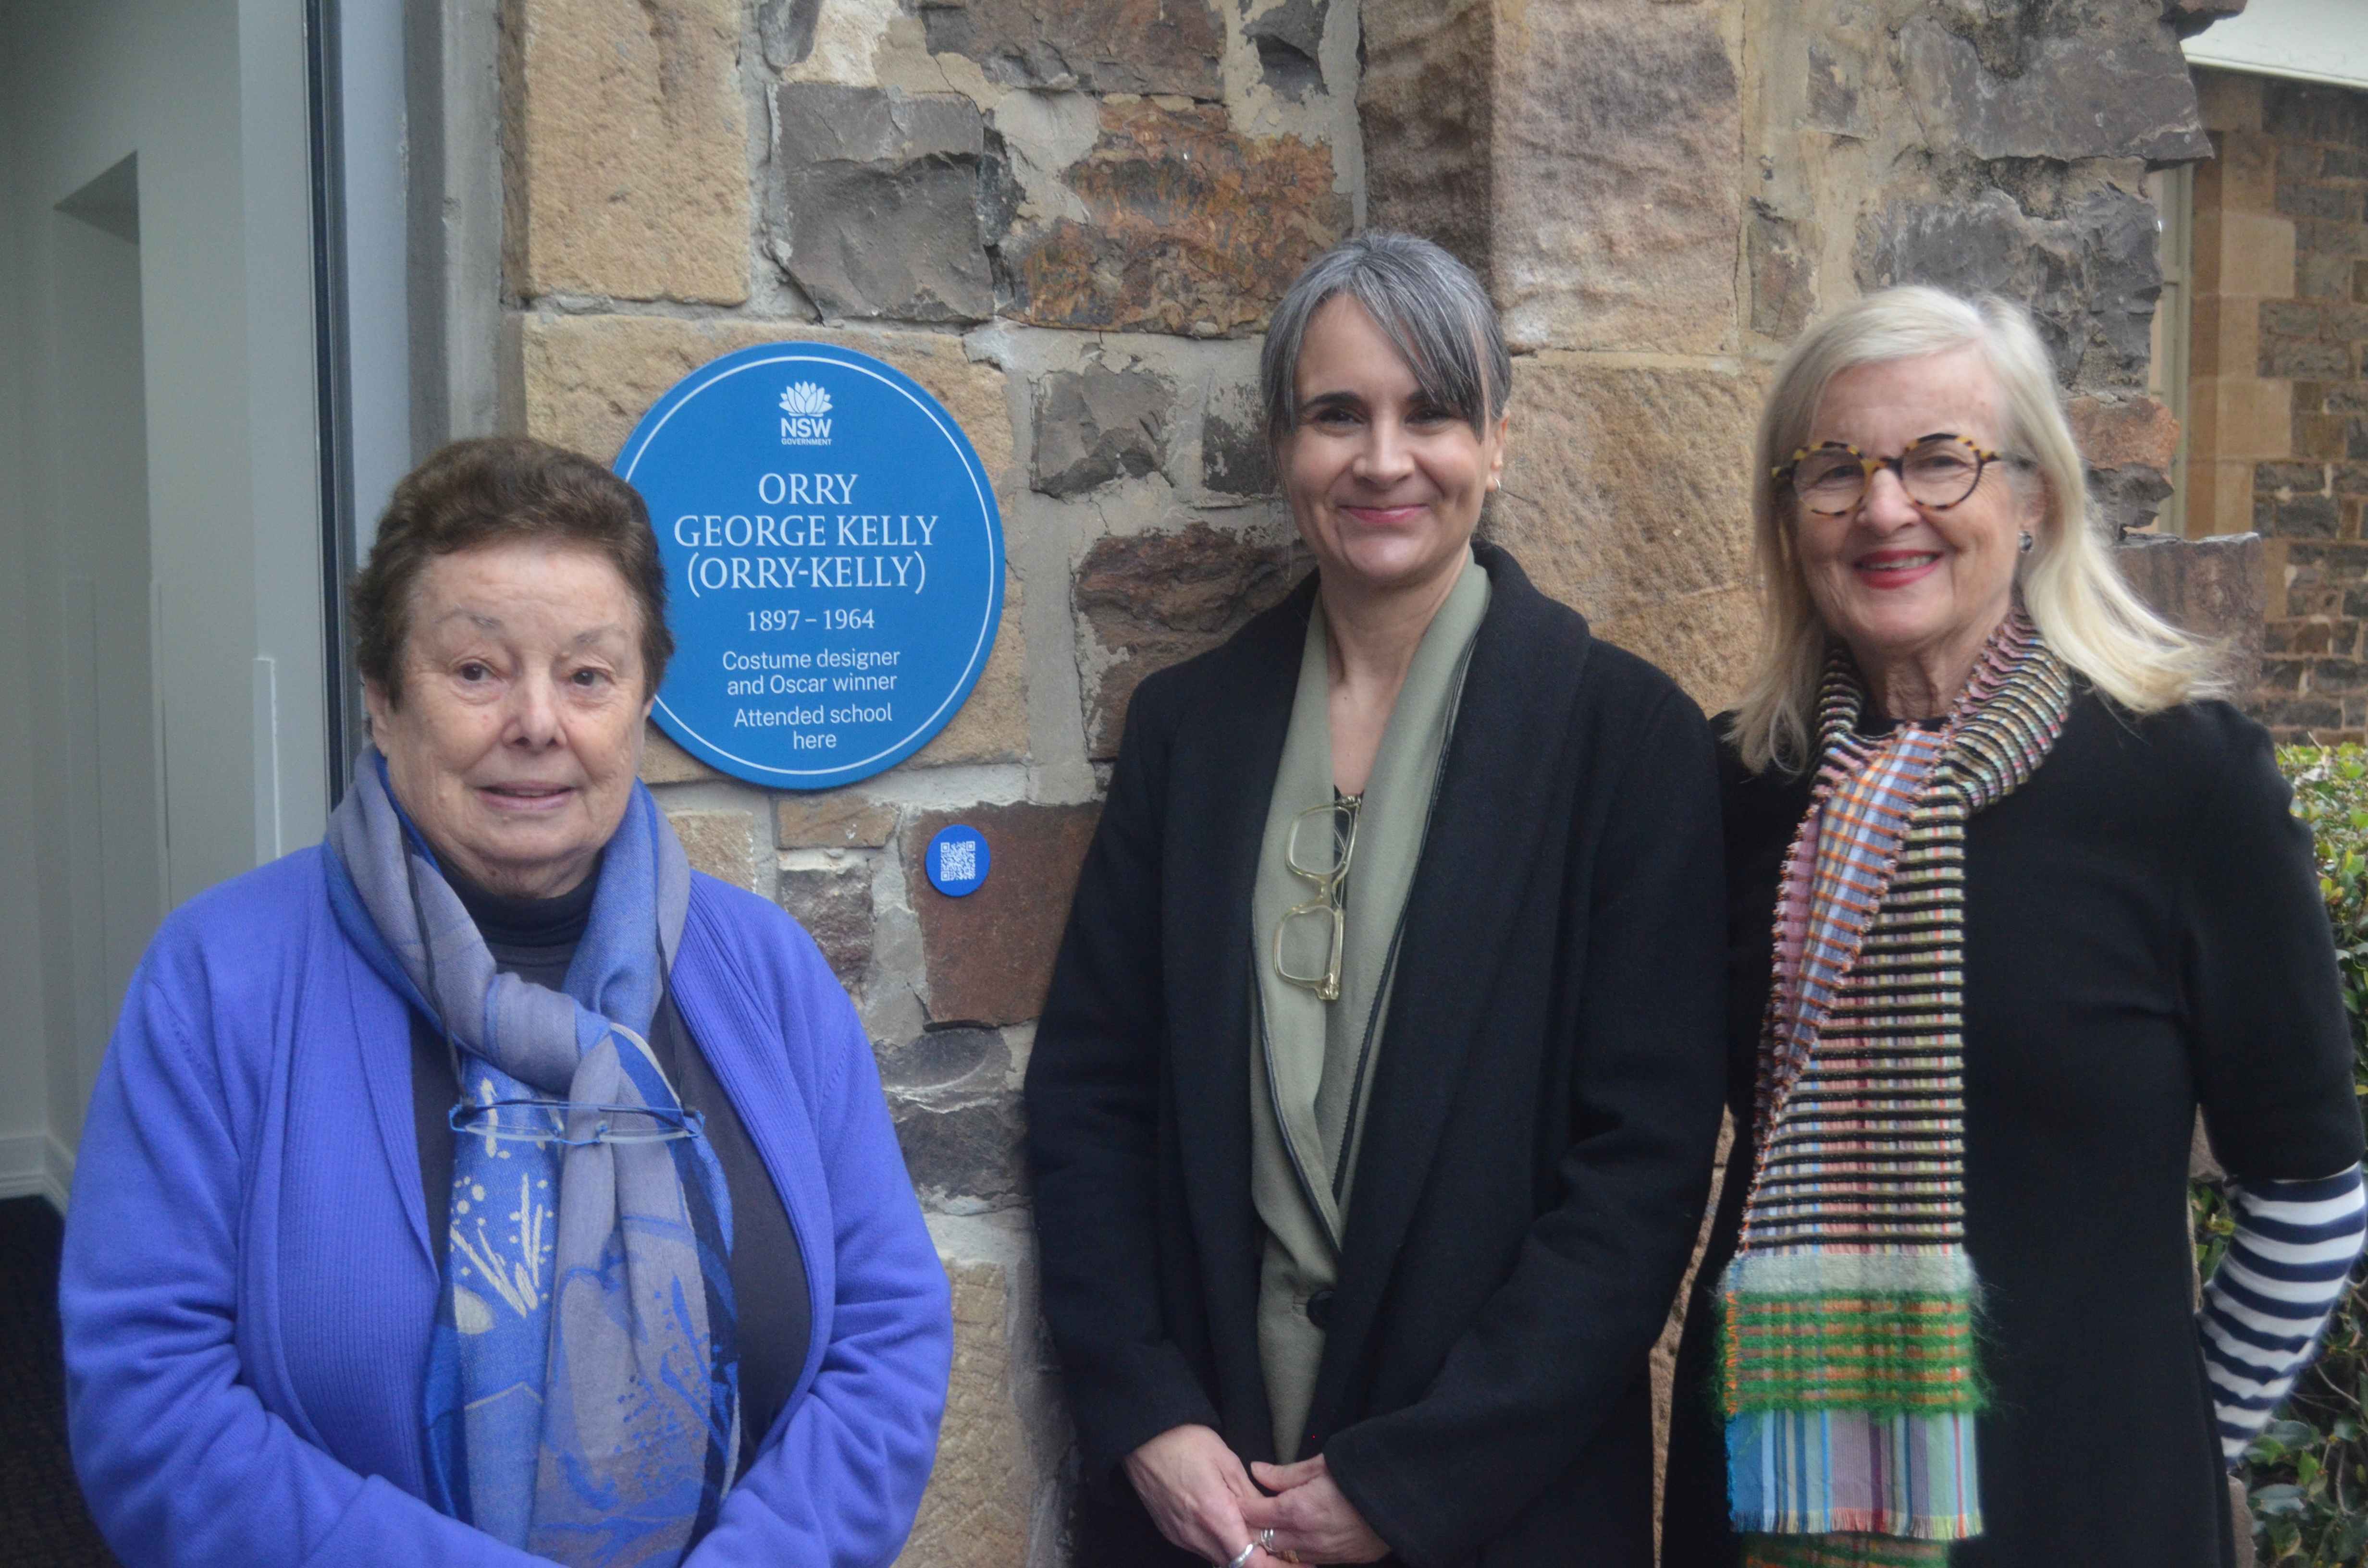 NSW
GOVERNMENT
ORRY
GEORGE KELLY
(ORRY-KELLY)
1897 – 1964
Costume designer
and Oscar winner
Attended school
here